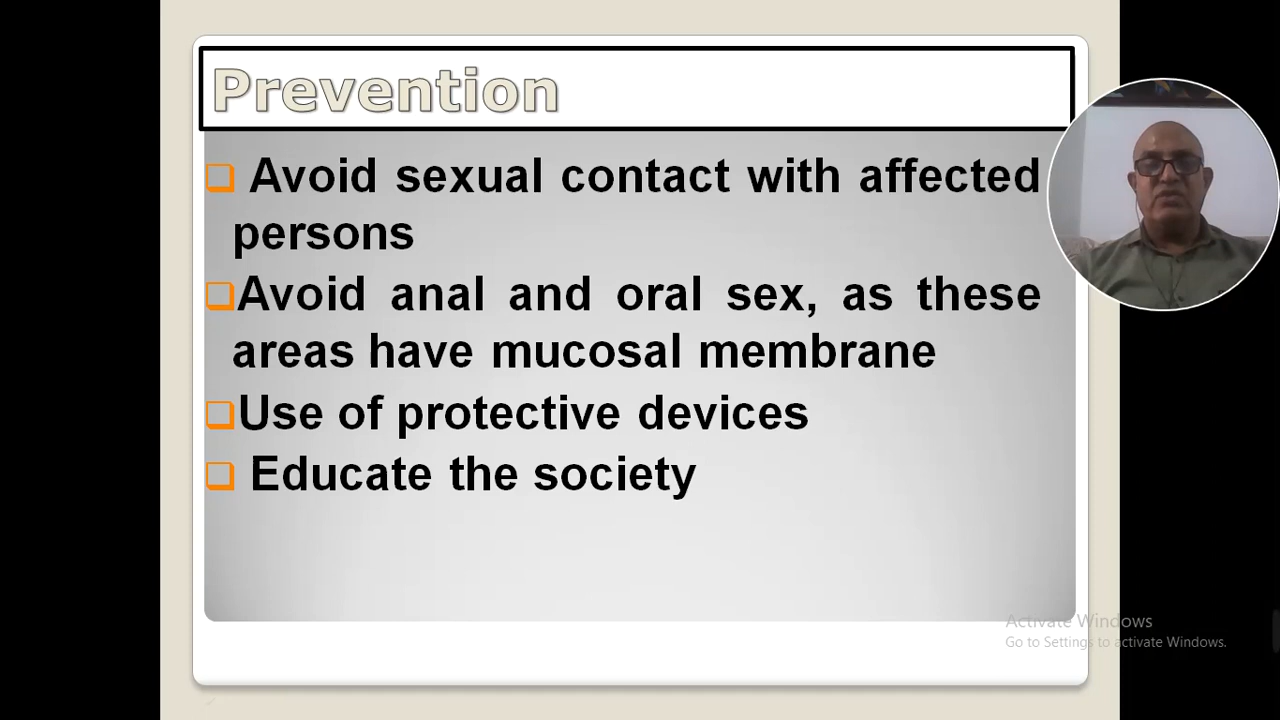 Prevention
Avoid sexual contact with affected
persons
Avoid anal and oral sex, as these
areas have mucosal membrane
Use of protective devices
Educate the society
Activate Windows
Go to Settings to activate Windows.